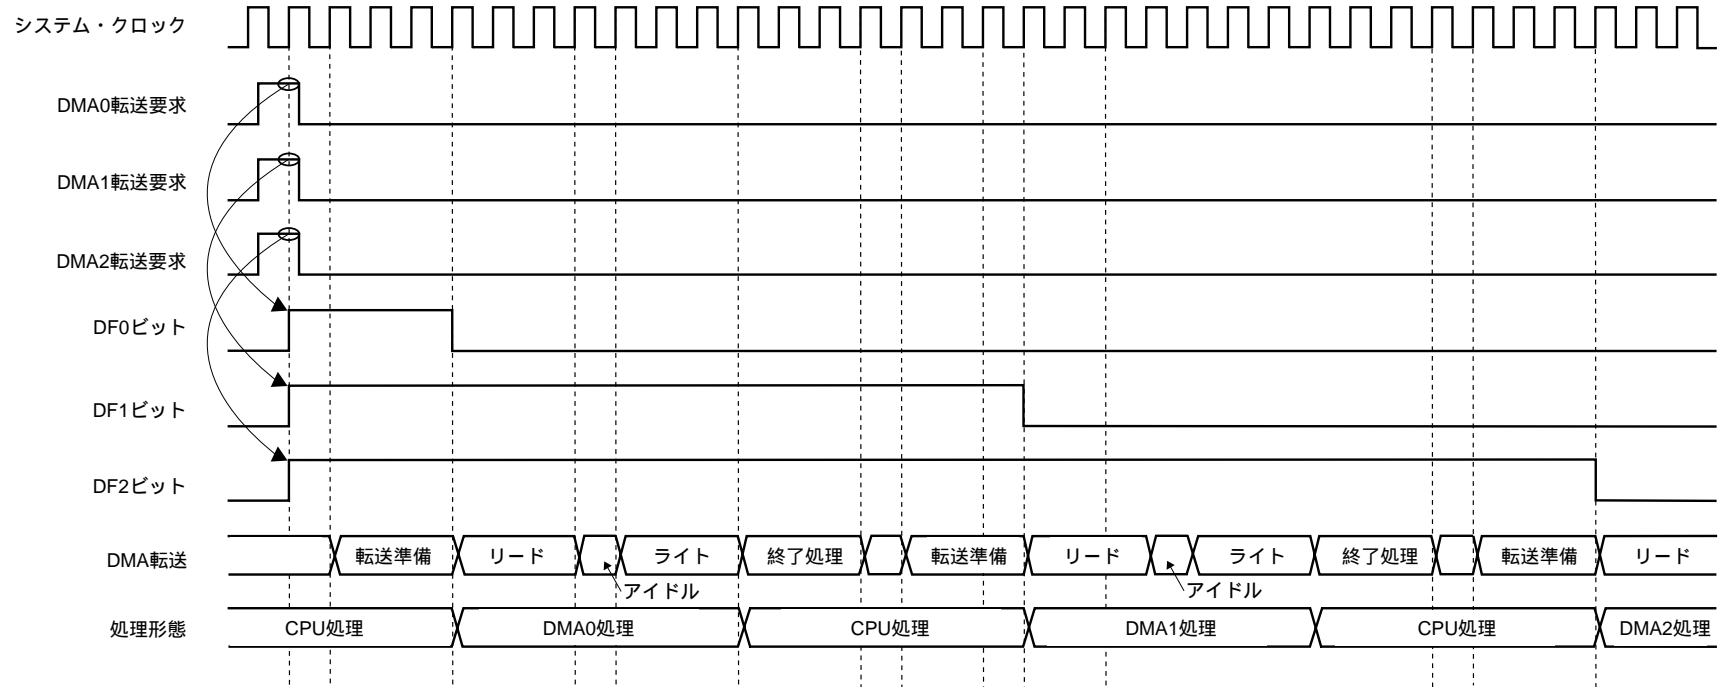 システム・クロック
DMA0転送要求
DMA1転送要求
DMA2転送要求
DF0ビット
DF1ビット
DF2ビット
DMA転送 転送準備 リード ライト 終了処理 転送準備 リード ライト 終了処理 転送準備 リード
アイドル アイドル
処理形態 CPU処理 DMA0処理 CPU処理 DMA1処理 CPU処理 DMA2処理